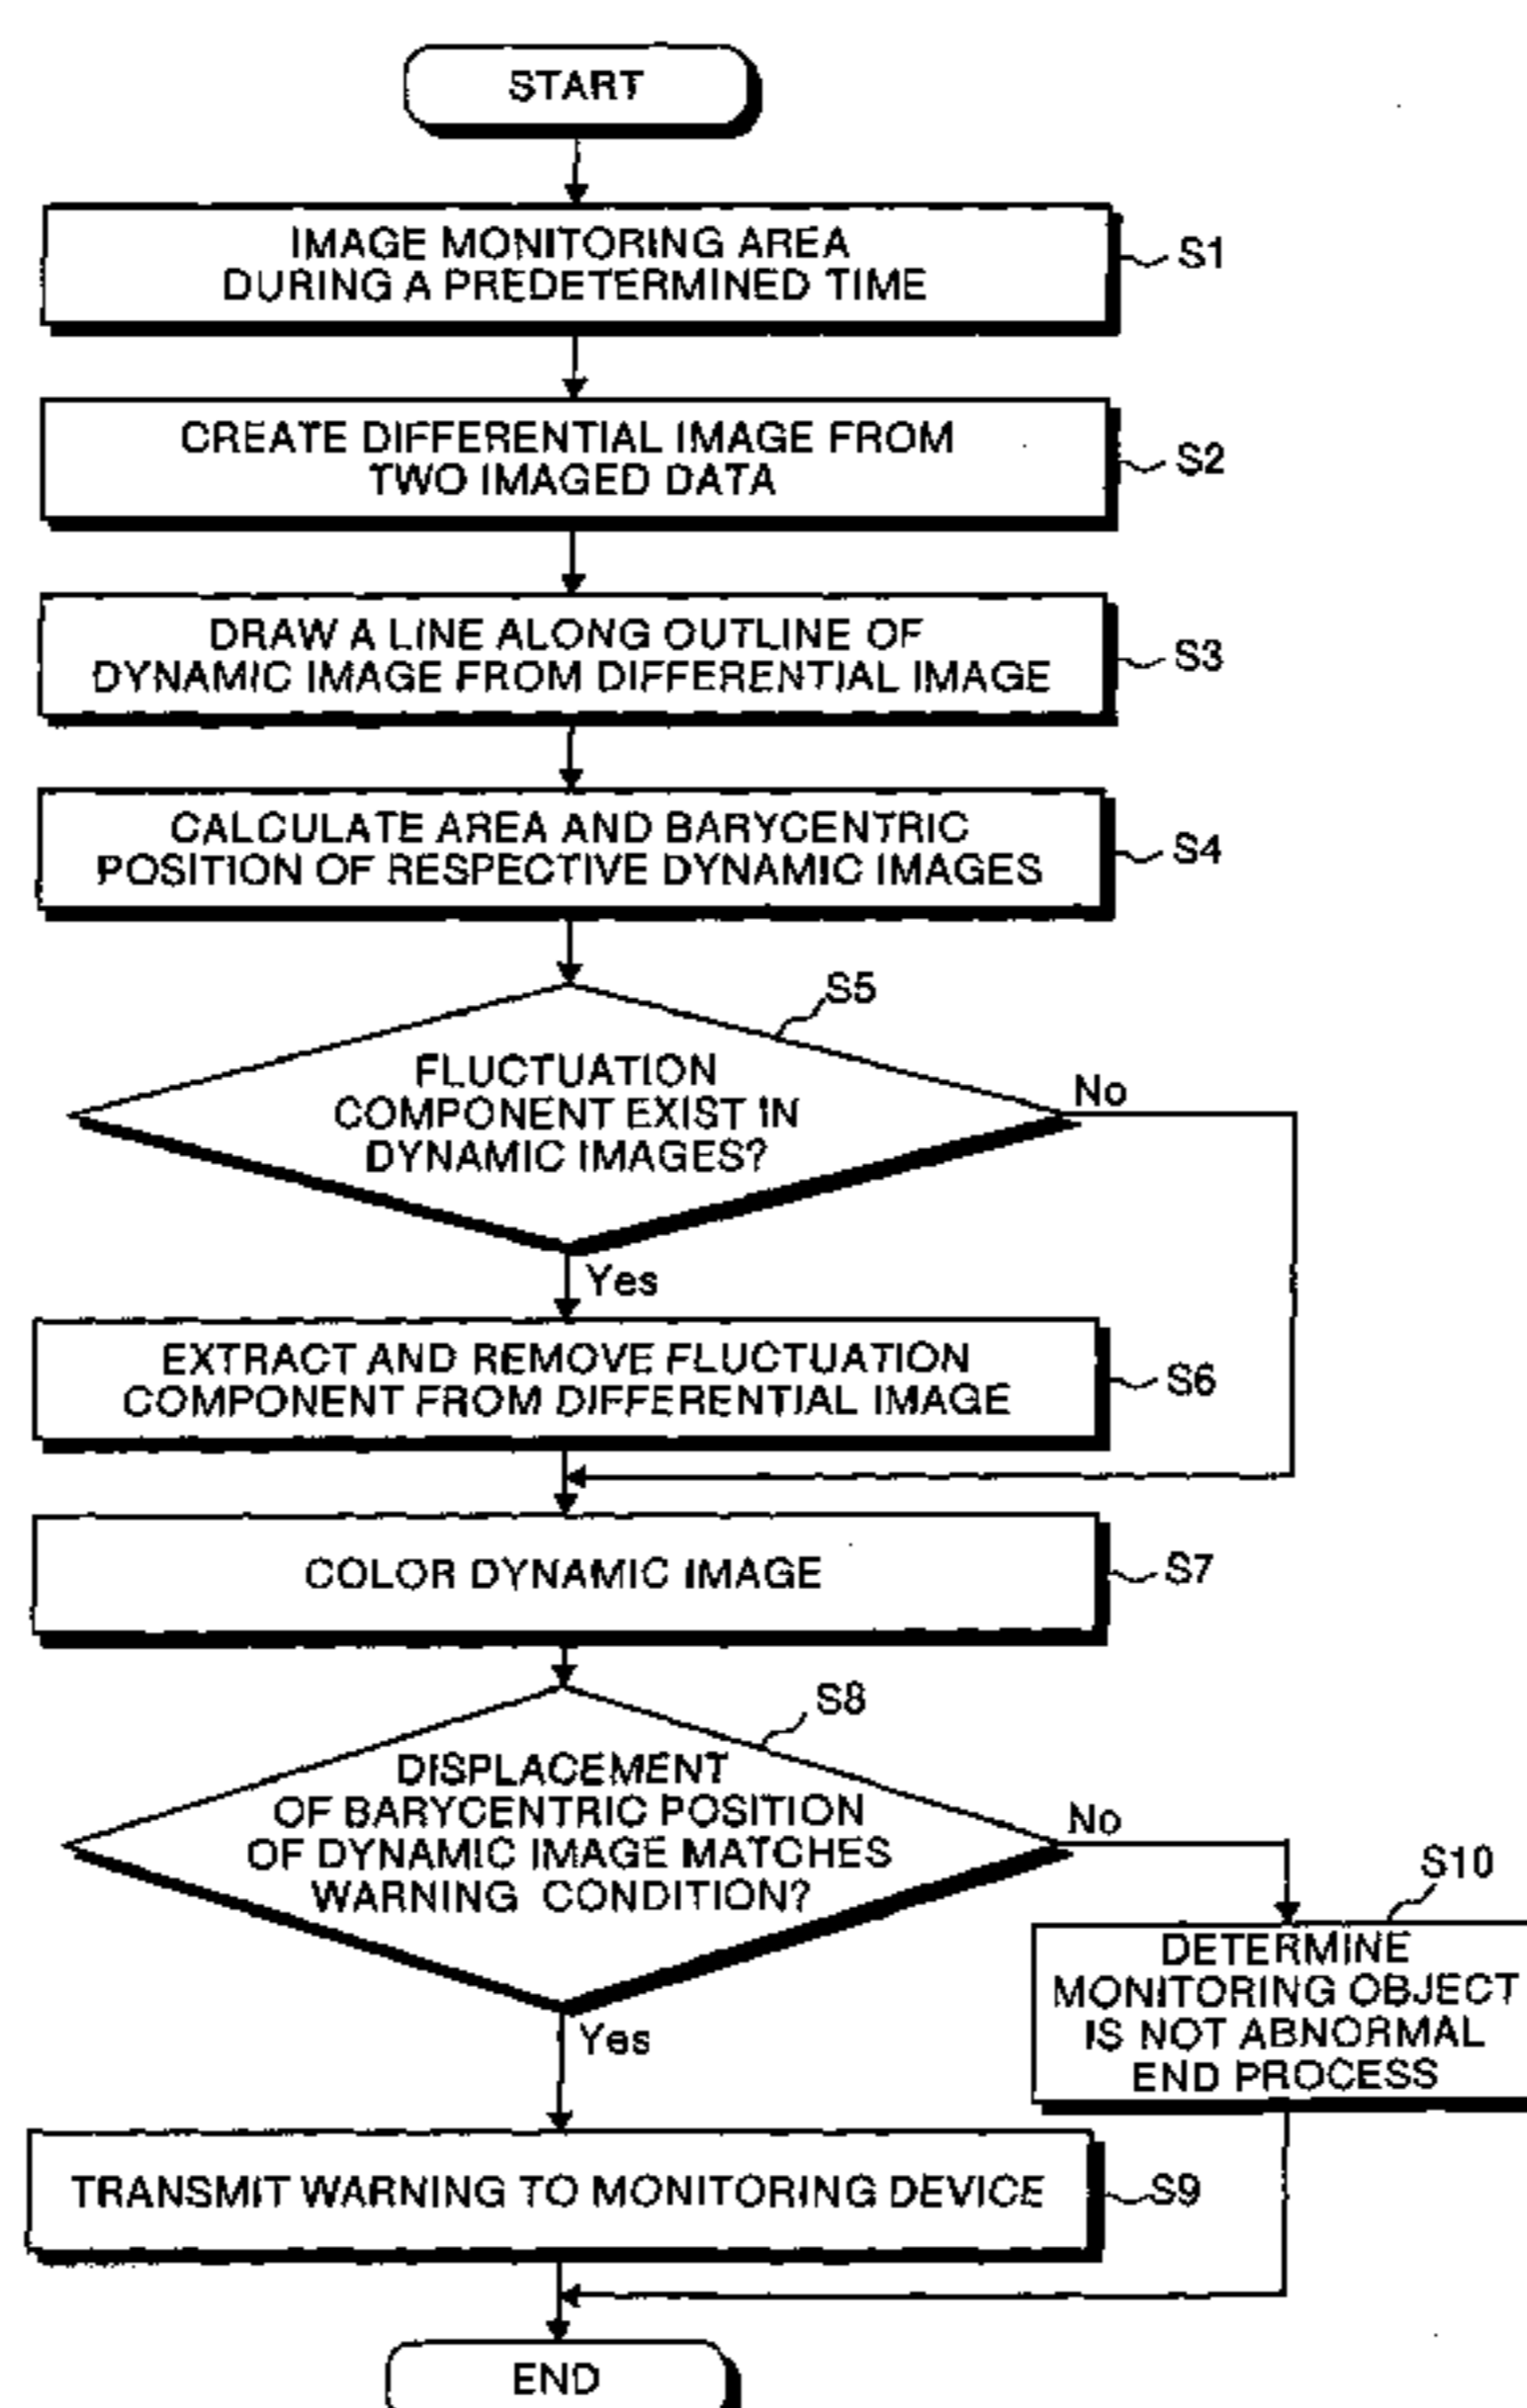 START
IMAGE MONITORING AREA
DURING A PREDETERMINED TIME
S1
CREATE DIFFERENTIAL IMAGE FROM
TWO IMAGED DATA
S2
DRAW A LINE ALONG OUTLINE OF
DYNAMIC IMAGE FROM DIFFERENTIAL IMAGE
S3
CALCULATE AREA AND BARYCENTRIC
POSITION OF RESPECTIVE DYNAMIC IMAGES
S4
S5
FLUCTUATION
COMPONENT EXIST IN
DYNAMIC IMAGES?
No
Yes
EXTRACT AND REMOVE FLUCTUATION
COMPONENT FROM DIFFERENTIAL IMAGE
S6
COLOR DYNAMIC IMAGE
S7
S8
DISPLACEMENT
OF BARYCENTRIC POSITION
OF DYNAMIC IMAGE MATCHES
WARNING CONDITION?
No
Yes
S10
DETERMINE
MONITORING OBJECT
IS NOT ABNORMAL
END PROCESS
TRANSMIT WARNING TO MONITORING DEVICE
S9
END